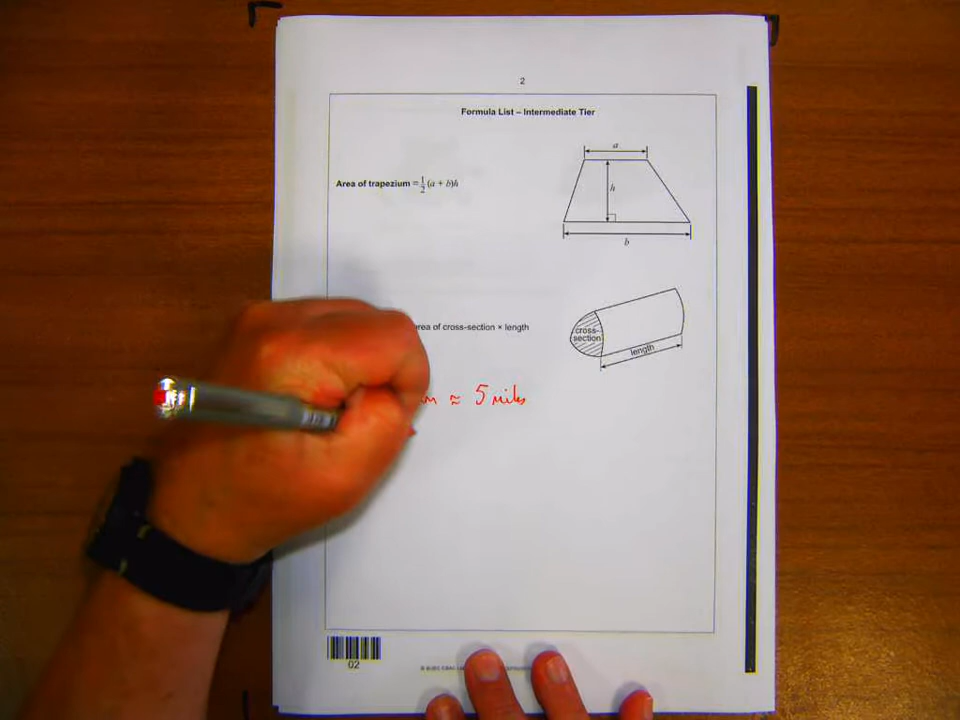 2
Formula List – Intermediate Tier
a
Area of trapezium = 1/2 (a + b)h
h
b
area of cross-section × length
cross-
section
length
m ≈ 5 miles
02